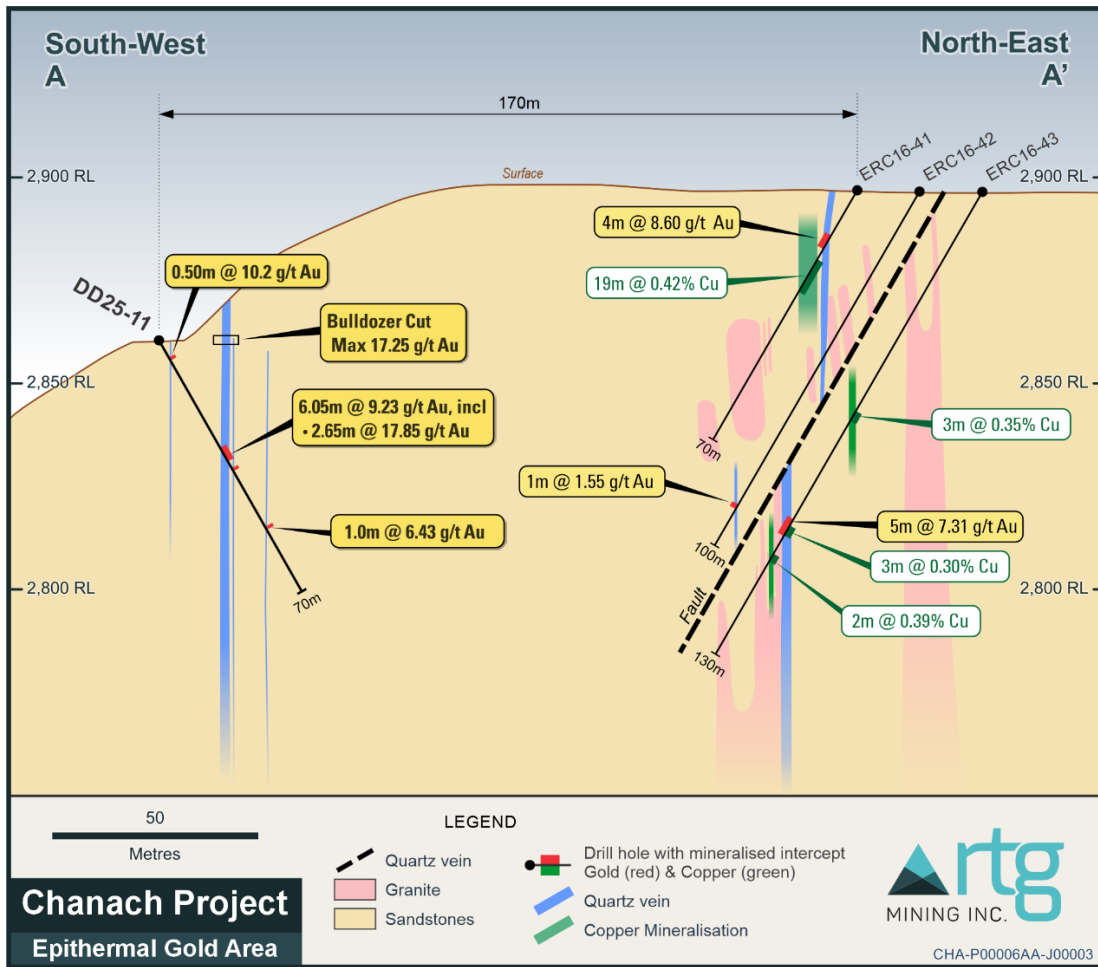 South-West
A
North-East
A’
170m
ERC16-41
ERC16-42
ERC16-43
2,900 RL
Surface
2,900 RL
4m @ 8.60 g/t Au
0.50m @ 10.2 g/t Au
19m @ 0.42% Cu
DD25-11
Bulldozer Cut
Max 17.25 g/t Au
2,850 RL
2,850 RL
6.05m @ 9.23 g/t Au, incl
• 2.65m @ 17.85 g/t Au
3m @ 0.35% Cu
70m
1m @ 1.55 g/t Au
1.0m @ 6.43 g/t Au
5m @ 7.31 g/t Au
100m
3m @ 0.30% Cu
2,800 RL
2,800 RL
70m
Fault
2m @ 0.39% Cu
130m
50
Metres
LEGEND
Quartz vein
Granite
Sandstones
Drill hole with mineralised intercept
Gold (red) & Copper (green)
Quartz vein
Copper Mineralisation
rtg
MINING INC.
Chanach Project
Epithermal Gold Area
CHA-P00006AA-J00003